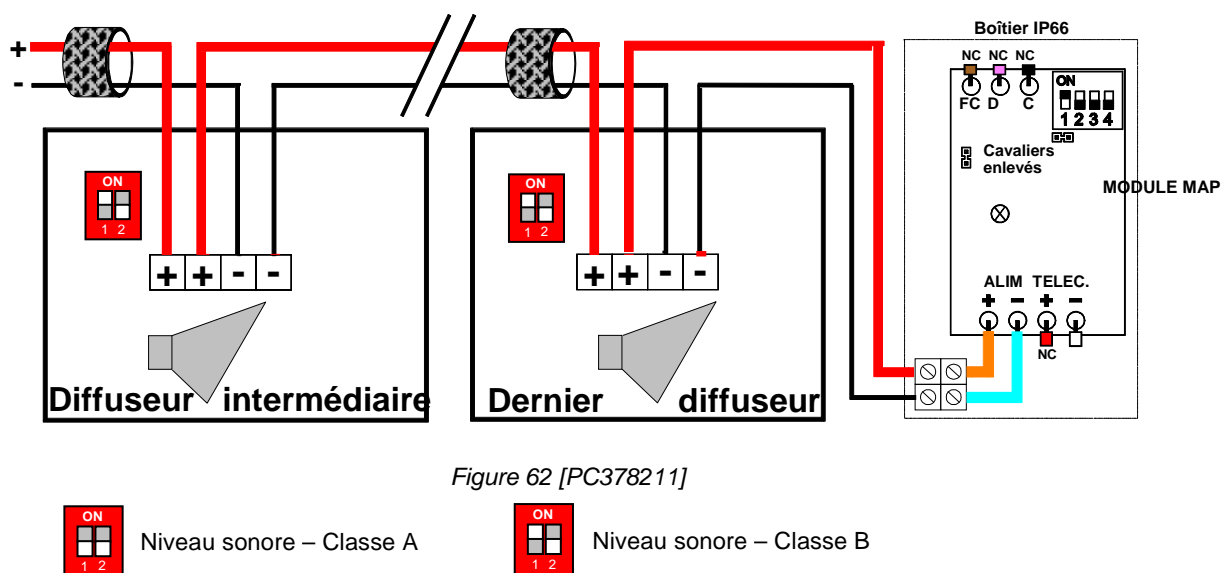 Boîtier IP66
+
-
NC NC NC
FC D C
ON
1 2 3 4
Cavaliers
enlevés
MODULE MAP
ON
1 2
ON
1 2
+ + - -
+ + - -
ALIM TELEC.
+ - + -
NC
Diffuseur intermédiaire
Dernier diffuseur
Figure 62 [PC378211]
ON
1 2
Niveau sonore – Classe A
ON
1 2
Niveau sonore – Classe B